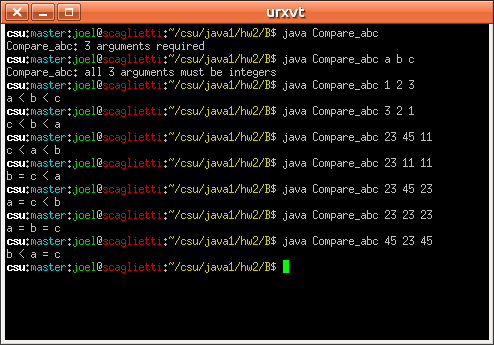 urxvt
csu:master:joel@scaglietti:~/csu/java1/hw2/B$ java Compare_abc
Compare_abc: 3 arguments required
csu:master:joel@scaglietti:~/csu/java1/hw2/B$ java Compare_abc a b c
Compare_abc: all 3 arguments must be integers
csu:master:joel@scaglietti:~/csu/java1/hw2/B$ java Compare_abc 1 2 3
a < b < c
csu:master:joel@scaglietti:~/csu/java1/hw2/B$ java Compare_abc 3 2 1
c < b < a
csu:master:joel@scaglietti:~/csu/java1/hw2/B$ java Compare_abc 23 45 11
c < a < b
csu:master:joel@scaglietti:~/csu/java1/hw2/B$ java Compare_abc 23 11 11
b = c < a
csu:master:joel@scaglietti:~/csu/java1/hw2/B$ java Compare_abc 23 45 23
a = c < b
csu:master:joel@scaglietti:~/csu/java1/hw2/B$ java Compare_abc 23 23 23
a = b = c
csu:master:joel@scaglietti:~/csu/java1/hw2/B$ java Compare_abc 45 23 45
b < a = c
csu:master:joel@scaglietti:~/csu/java1/hw2/B$